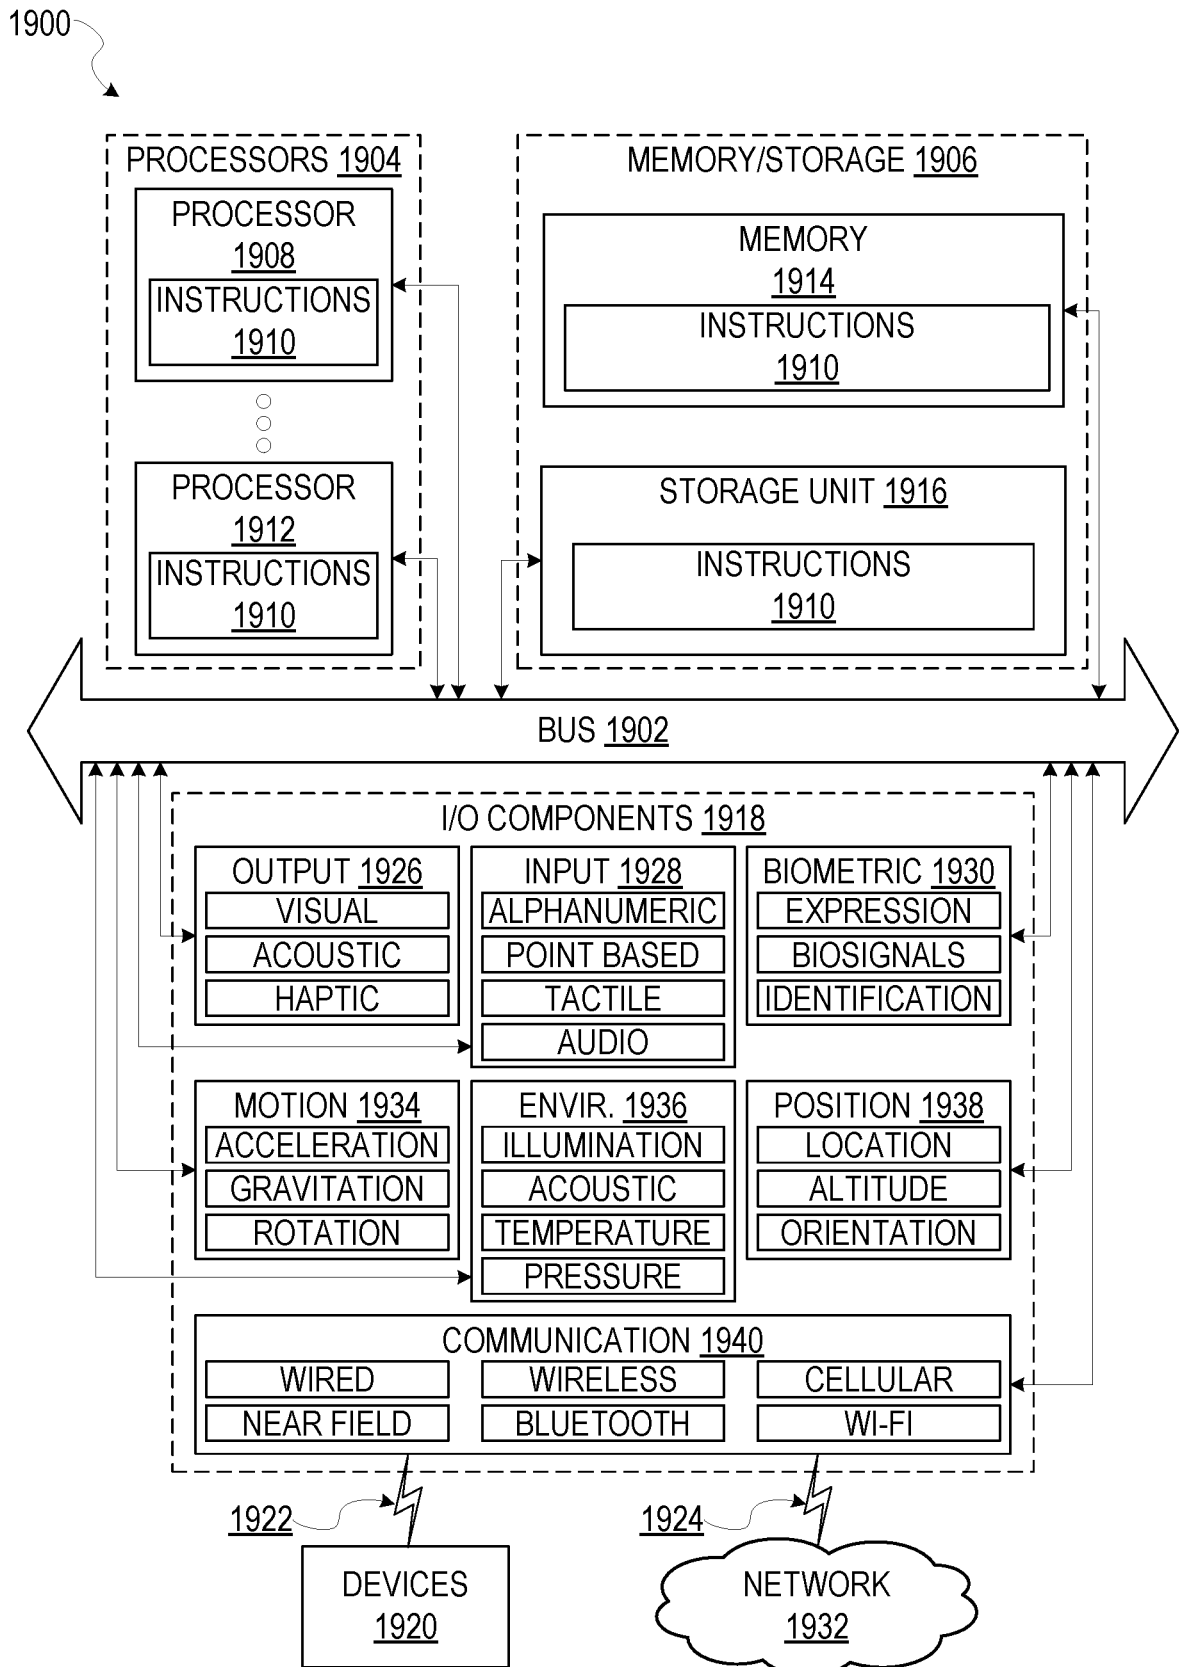 1900
PROCESSORS 1904
PROCESSOR
1908
INSTRUCTIONS
1910
PROCESSOR
1912
INSTRUCTIONS
1910
MEMORY/STORAGE 1906
MEMORY
1914
INSTRUCTIONS
1910
STORAGE UNIT 1916
INSTRUCTIONS
1910
BUS 1902
I/O COMPONENTS 1918
OUTPUT 1926
VISUAL
ACOUSTIC
HAPTIC
INPUT 1928
ALPHANUMERIC
POINT BASED
TACTILE
AUDIO
BIOMETRIC 1930
EXPRESSION
BIOSIGNALS
IDENTIFICATION
MOTION 1934
ACCELERATION
GRAVITATION
ROTATION
ENVIR. 1936
ILLUMINATION
ACOUSTIC
TEMPERATURE
PRESSURE
POSITION 1938
LOCATION
ALTITUDE
ORIENTATION
COMMUNICATION 1940
WIRED
WIRELESS
CELLULAR
NEAR FIELD
BLUETOOTH
WI-FI
1922
1924
DEVICES
1920
NETWORK
1932